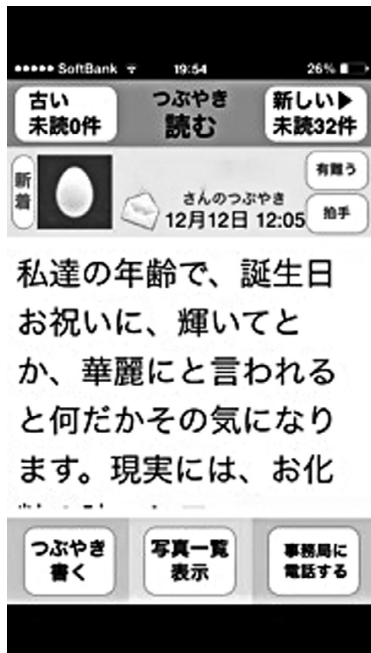 ●●●●● SoftBank 19:54 26%
古い
未読0件
つぶやき
読む
新しい▶
未読32件
新着
さんのつぶやき
12月12日 12:05
有難う
拍手
私達の年齢で、誕生日
お祝いに、輝いてと
か、華麗にと言われる
と何だかその気になり
ます。現実には、お化
つぶやき
書く
写真一覧
表示
事務局に
電話する